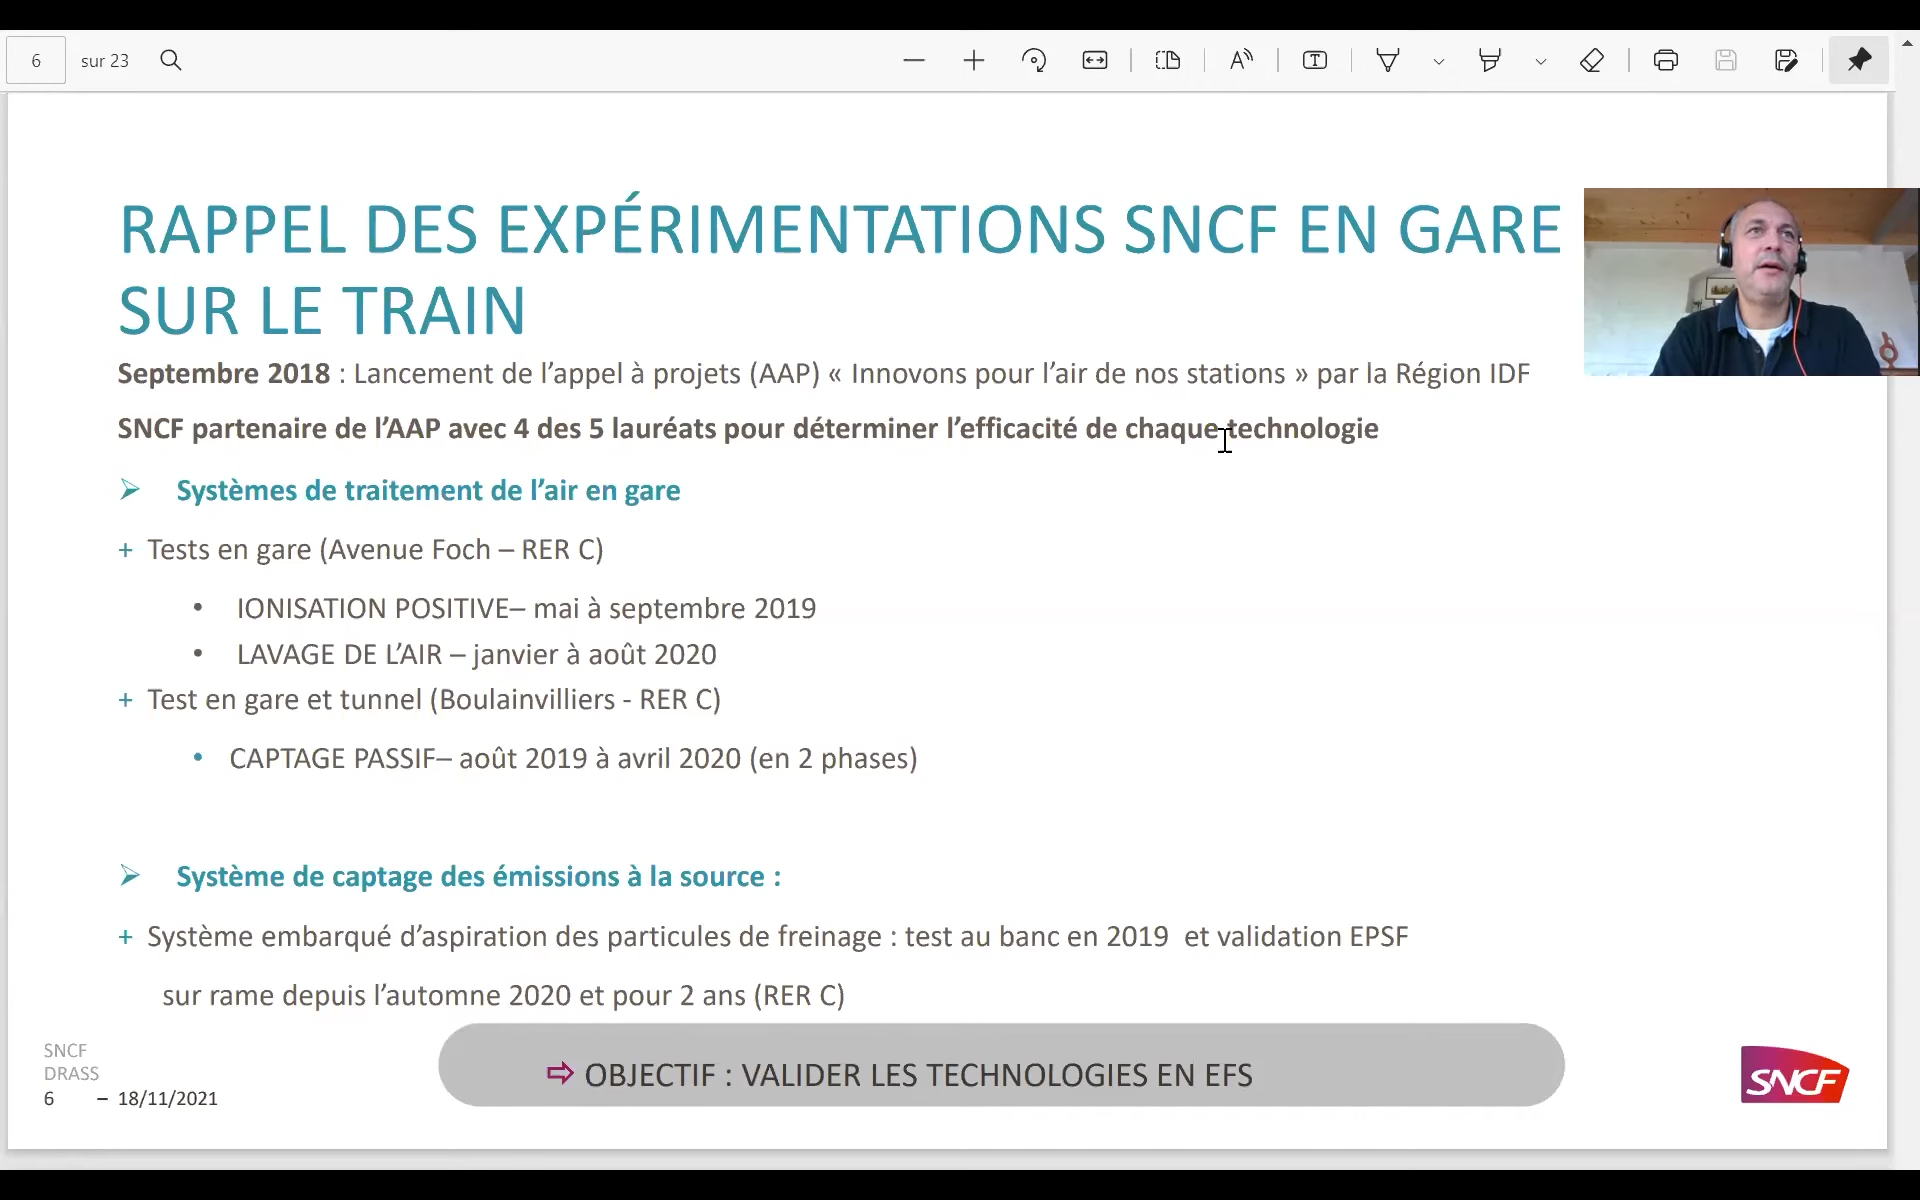 6 sur 23
RAPPEL DES EXPÉRIMENTATIONS SNCF EN GARE
SUR LE TRAIN
Septembre 2018 : Lancement de l’appel à projets (AAP) « Innovons pour l’air de nos stations » par la Région IDF
SNCF partenaire de l’AAP avec 4 des 5 lauréats pour déterminer l’efficacité de chaque technologie
➢ Systèmes de traitement de l’air en gare
+ Tests en gare (Avenue Foch – RER C)
• IONISATION POSITIVE– mai à septembre 2019
• LAVAGE DE L’AIR – janvier à août 2020
+ Test en gare et tunnel (Boulainvilliers - RER C)
• CAPTAGE PASSIF– août 2019 à avril 2020 (en 2 phases)
➢ Système de captage des émissions à la source :
+ Système embarqué d’aspiration des particules de freinage : test au banc en 2019 et validation EPSF
sur rame depuis l’automne 2020 et pour 2 ans (RER C)
⇨ OBJECTIF : VALIDER LES TECHNOLOGIES EN EFS
SNCF
DRASS
6 – 18/11/2021
SNCF